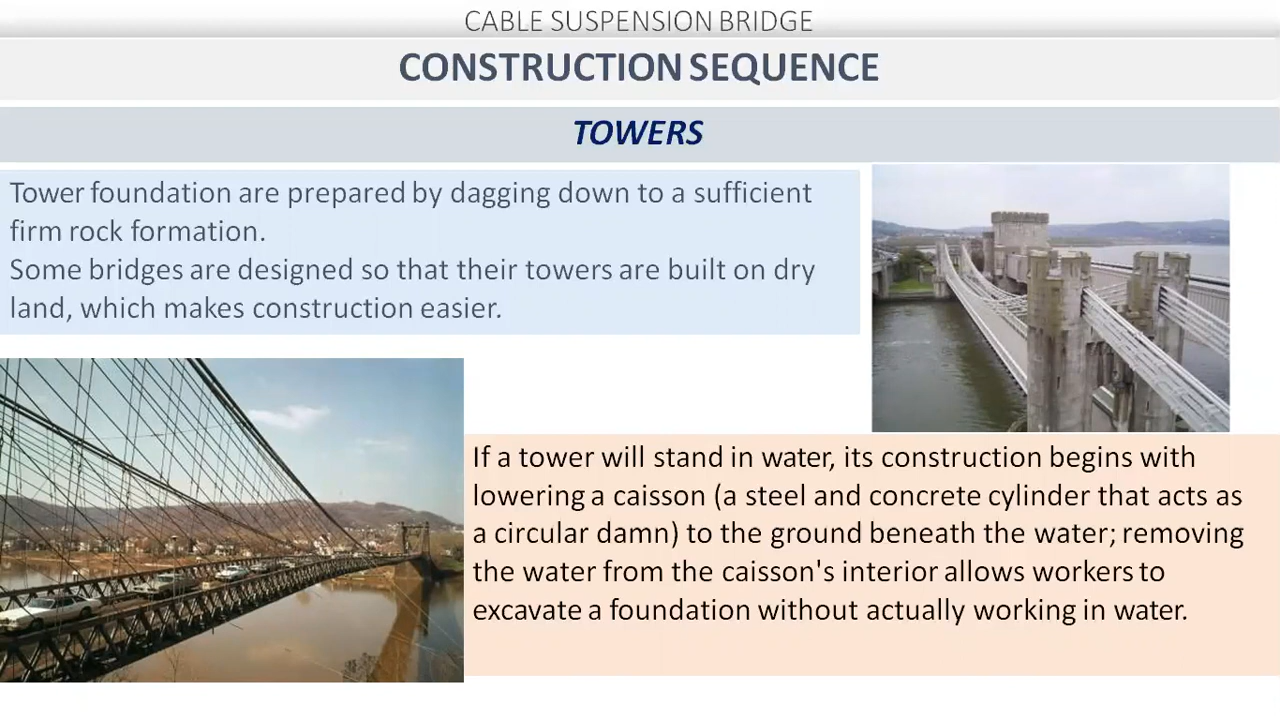 CABLE SUSPENSION BRIDGE
CONSTRUCTION SEQUENCE
TOWERS
Tower foundation are prepared by dagging down to a sufficient
firm rock formation.
Some bridges are designed so that their towers are built on dry
land, which makes construction easier.
If a tower will stand in water, its construction begins with
lowering a caisson (a steel and concrete cylinder that acts as
a circular damn) to the ground beneath the water; removing
the water from the caisson's interior allows workers to
excavate a foundation without actually working in water.